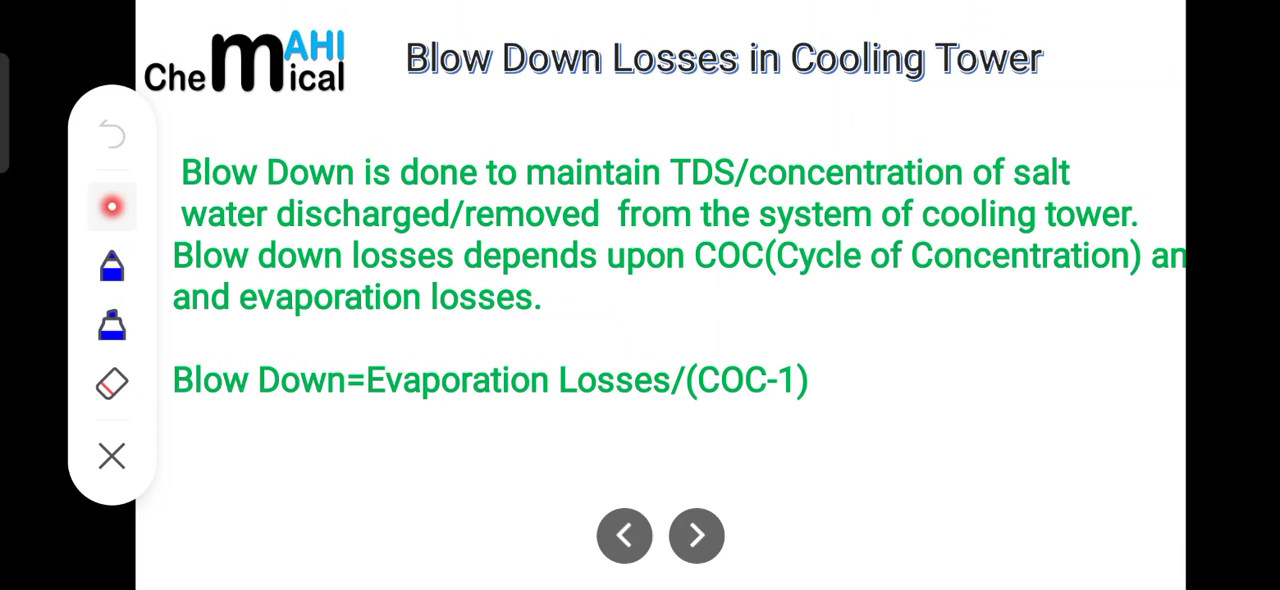 CheMical MAHI
Blow Down Losses in Cooling Tower
Blow Down is done to maintain TDS/concentration of salt
water discharged/removed  from the system of cooling tower.
Blow down losses depends upon COC(Cycle of Concentration) an
and evaporation losses.
Blow Down=Evaporation Losses/(COC-1)